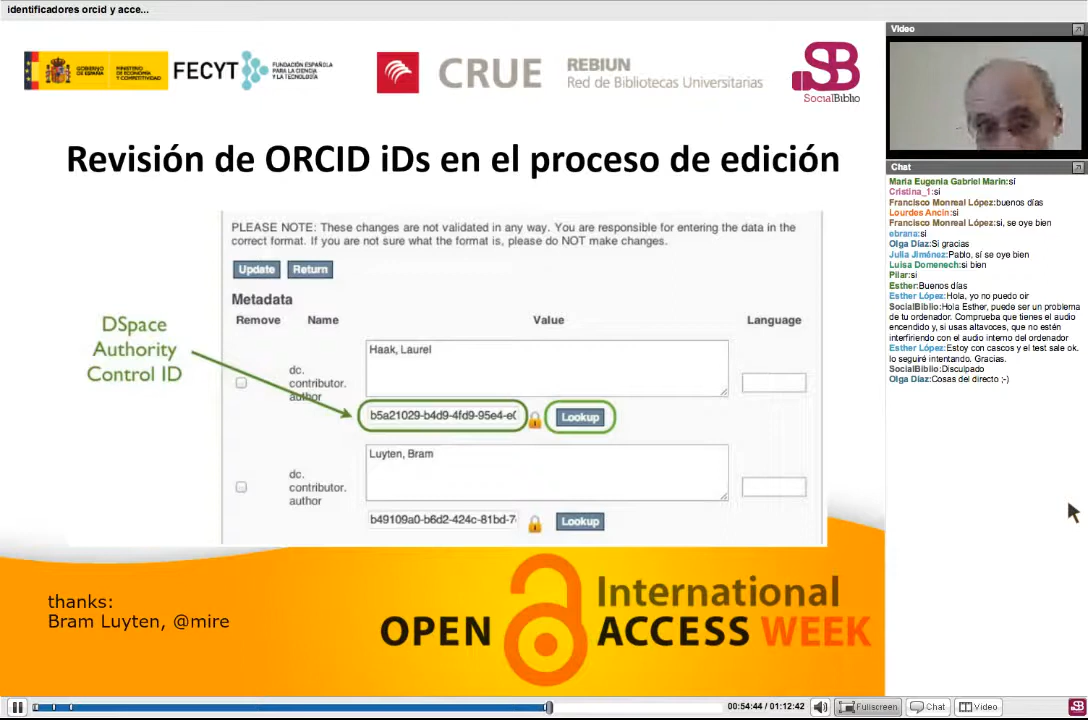 identificadores orcid y acce...
GOBIERNO
DE ESPAÑA
MINISTERIO
DE ECONOMÍA
Y COMPETITIVIDAD
FECYT
FUNDACIÓN ESPAÑOLA
PARA LA CIENCIA
Y LA TECNOLOGÍA
CRUE
REBIUN
Red de Bibliotecas Universitarias
SB
SocialBiblio
Revisión de ORCID iDs en el proceso de edición
PLEASE NOTE: These changes are not validated in any way. You are responsible for entering the data in the
correct format. If you are not sure what the format is, please do NOT make changes.
Update Return
Metadata
Remove Name Value Language
DSpace
Authority
Control ID
Haak, Laurel
dc.
contributor.
author
b5a21029-b4d9-4fd9-95e4-e( Lookup
Luyten, Bram
dc.
contributor.
author
b49109a0-b6d2-424c-81bd-7 Lookup
thanks:
Bram Luyten, @mire
International
OPEN ACCESS WEEK
Video
Chat
Maria Eugenia Gabriel Marin:sí
Cristina_1:si
Francisco Monreal López:buenos días
Lourdes Ancin:si
Francisco Monreal López:si, se oye bien
ebrana:si
Olga Díaz:Si gracias
Julia Jiménez:Pablo, sí se oye bien
Luisa Domenech:si bien
Pilar:si
Esther:Buenos días
Esther López:Hola, yo no puedo oir
SocialBiblio:Hola Esther, puede ser un problema
de tu ordenador. Comprueba que tienes el audio
encendido y, si usas altavoces, que no estén
interfiriendo con el audio interno del ordenador
Esther López:Estoy con cascos y el test sale ok.
lo seguiré intentando. Gracias.
SocialBiblio:Disculpado
Olga Díaz:Cosas del directo ;-)
00:54:44 / 01:12:42 Fullscreen Chat Video
SB